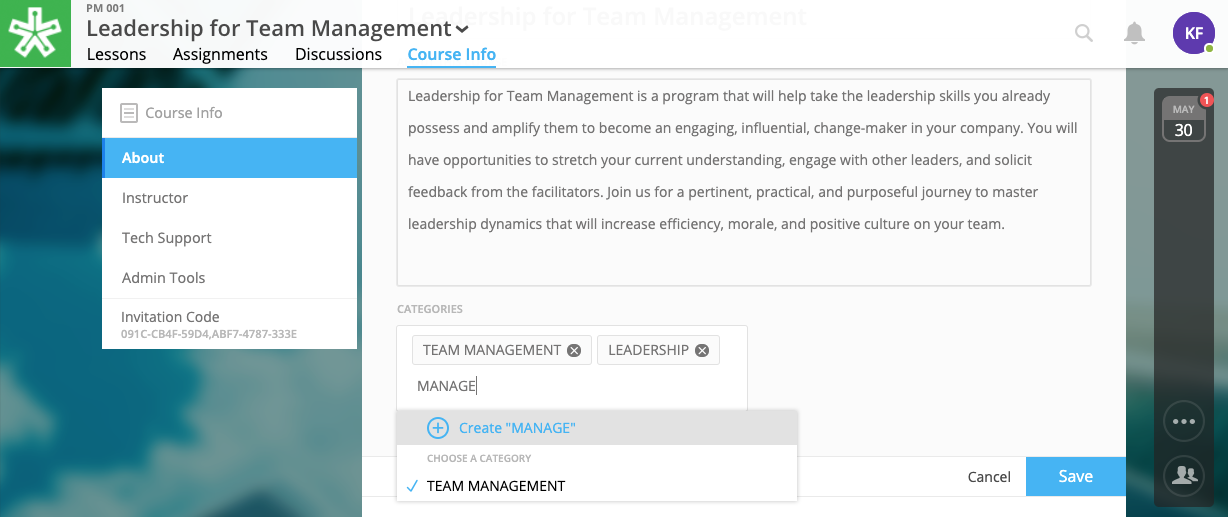 PM 001
Leadership for Team Management
Leadership for Team Management
Lessons Assignments Discussions Course Info
KF
Course Info
About
Instructor
Tech Support
Admin Tools
Invitation Code
091C-CB4F-59D4,ABF7-4787-333E
Leadership for Team Management is a program that will help take the leadership skills you already
possess and amplify them to become an engaging, influential, change-maker in your company. You will
have opportunities to stretch your current understanding, engage with other leaders, and solicit
feedback from the facilitators. Join us for a pertinent, practical, and purposeful journey to master
leadership dynamics that will increase efficiency, morale, and positive culture on your team.
CATEGORIES
TEAM MANAGEMENT LEADERSHIP
MANAGE
Create "MANAGE"
CHOOSE A CATEGORY
TEAM MANAGEMENT
Cancel Save
MAY 1
30